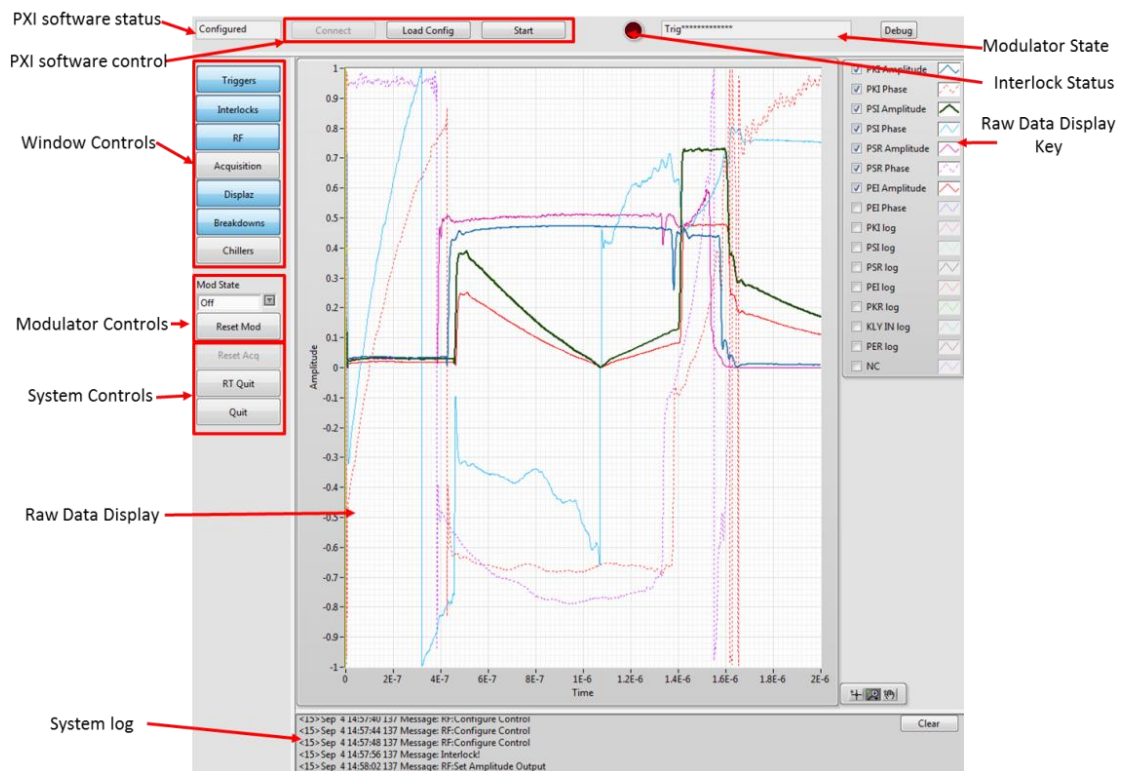 PXI software status
Configured
Connect
Load Config
Start
Trig*************
Debug
PXI software control
Modulator State
Interlock Status
Window Controls
Triggers
Interlocks
RF
Acquisition
Displaz
Breakdowns
Chillers
Raw Data Display
Key
PKI Amplitude
PKI Phase
PSI Amplitude
PSI Phase
PSR Amplitude
PSR Phase
PEI Amplitude
PEI Phase
PKI log
PSI log
PSR log
PEI log
PKR log
KLY IN log
PER log
NC
Modulator Controls
Mod State
Off
Reset Mod
System Controls
Reset Acq
RT Quit
Quit
Raw Data Display
Amplitude
1
0.9
0.8
0.7
0.6
0.5
0.4
0.3
0.2
0.1
0
-0.1
-0.2
-0.3
-0.4
-0.5
-0.6
-0.7
-0.8
-0.9
-1
0 2E-7 4E-7 6E-7 8E-7 1E-6 1.2E-6 1.4E-6 1.6E-6 1.8E-6 2E-6
Time
System log
<15>Sep 4 14:57:40 137 Message: RF:Configure Control
<15>Sep 4 14:57:44 137 Message: RF:Configure Control
<15>Sep 4 14:57:48 137 Message: RF:Configure Control
<15>Sep 4 14:57:56 137 Message: Interlock!
<15>Sep 4 14:58:02 137 Message: RF:Set Amplitude Output
Clear